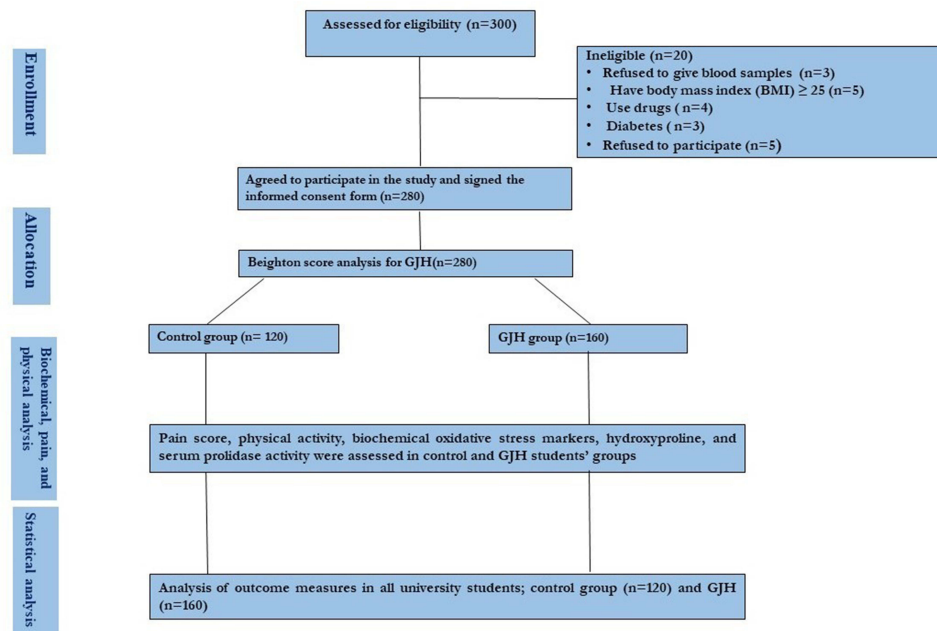 Assessed for eligibility (n=300)
Enrollment
Ineligible (n=20)
• Refused to give blood samples (n=3)
• Have body mass index (BMI) ≥ 25 (n=5)
• Use drugs ( n=4)
• Diabetes ( n=3)
• Refused to participate (n=5)
Agreed to participate in the study and signed the
informed consent form (n=280)
Allocation
Beighton score analysis for GJH(n=280)
Control group (n= 120)
GJH group (n=160)
Biochemical, pain, and
physical analysis
Pain score, physical activity, biochemical oxidative stress markers, hydroxyproline, and
serum prolidase activity were assessed in control and GJH students’ groups
Statistical analysis
Analysis of outcome measures in all university students; control group (n=120) and GJH
(n=160)